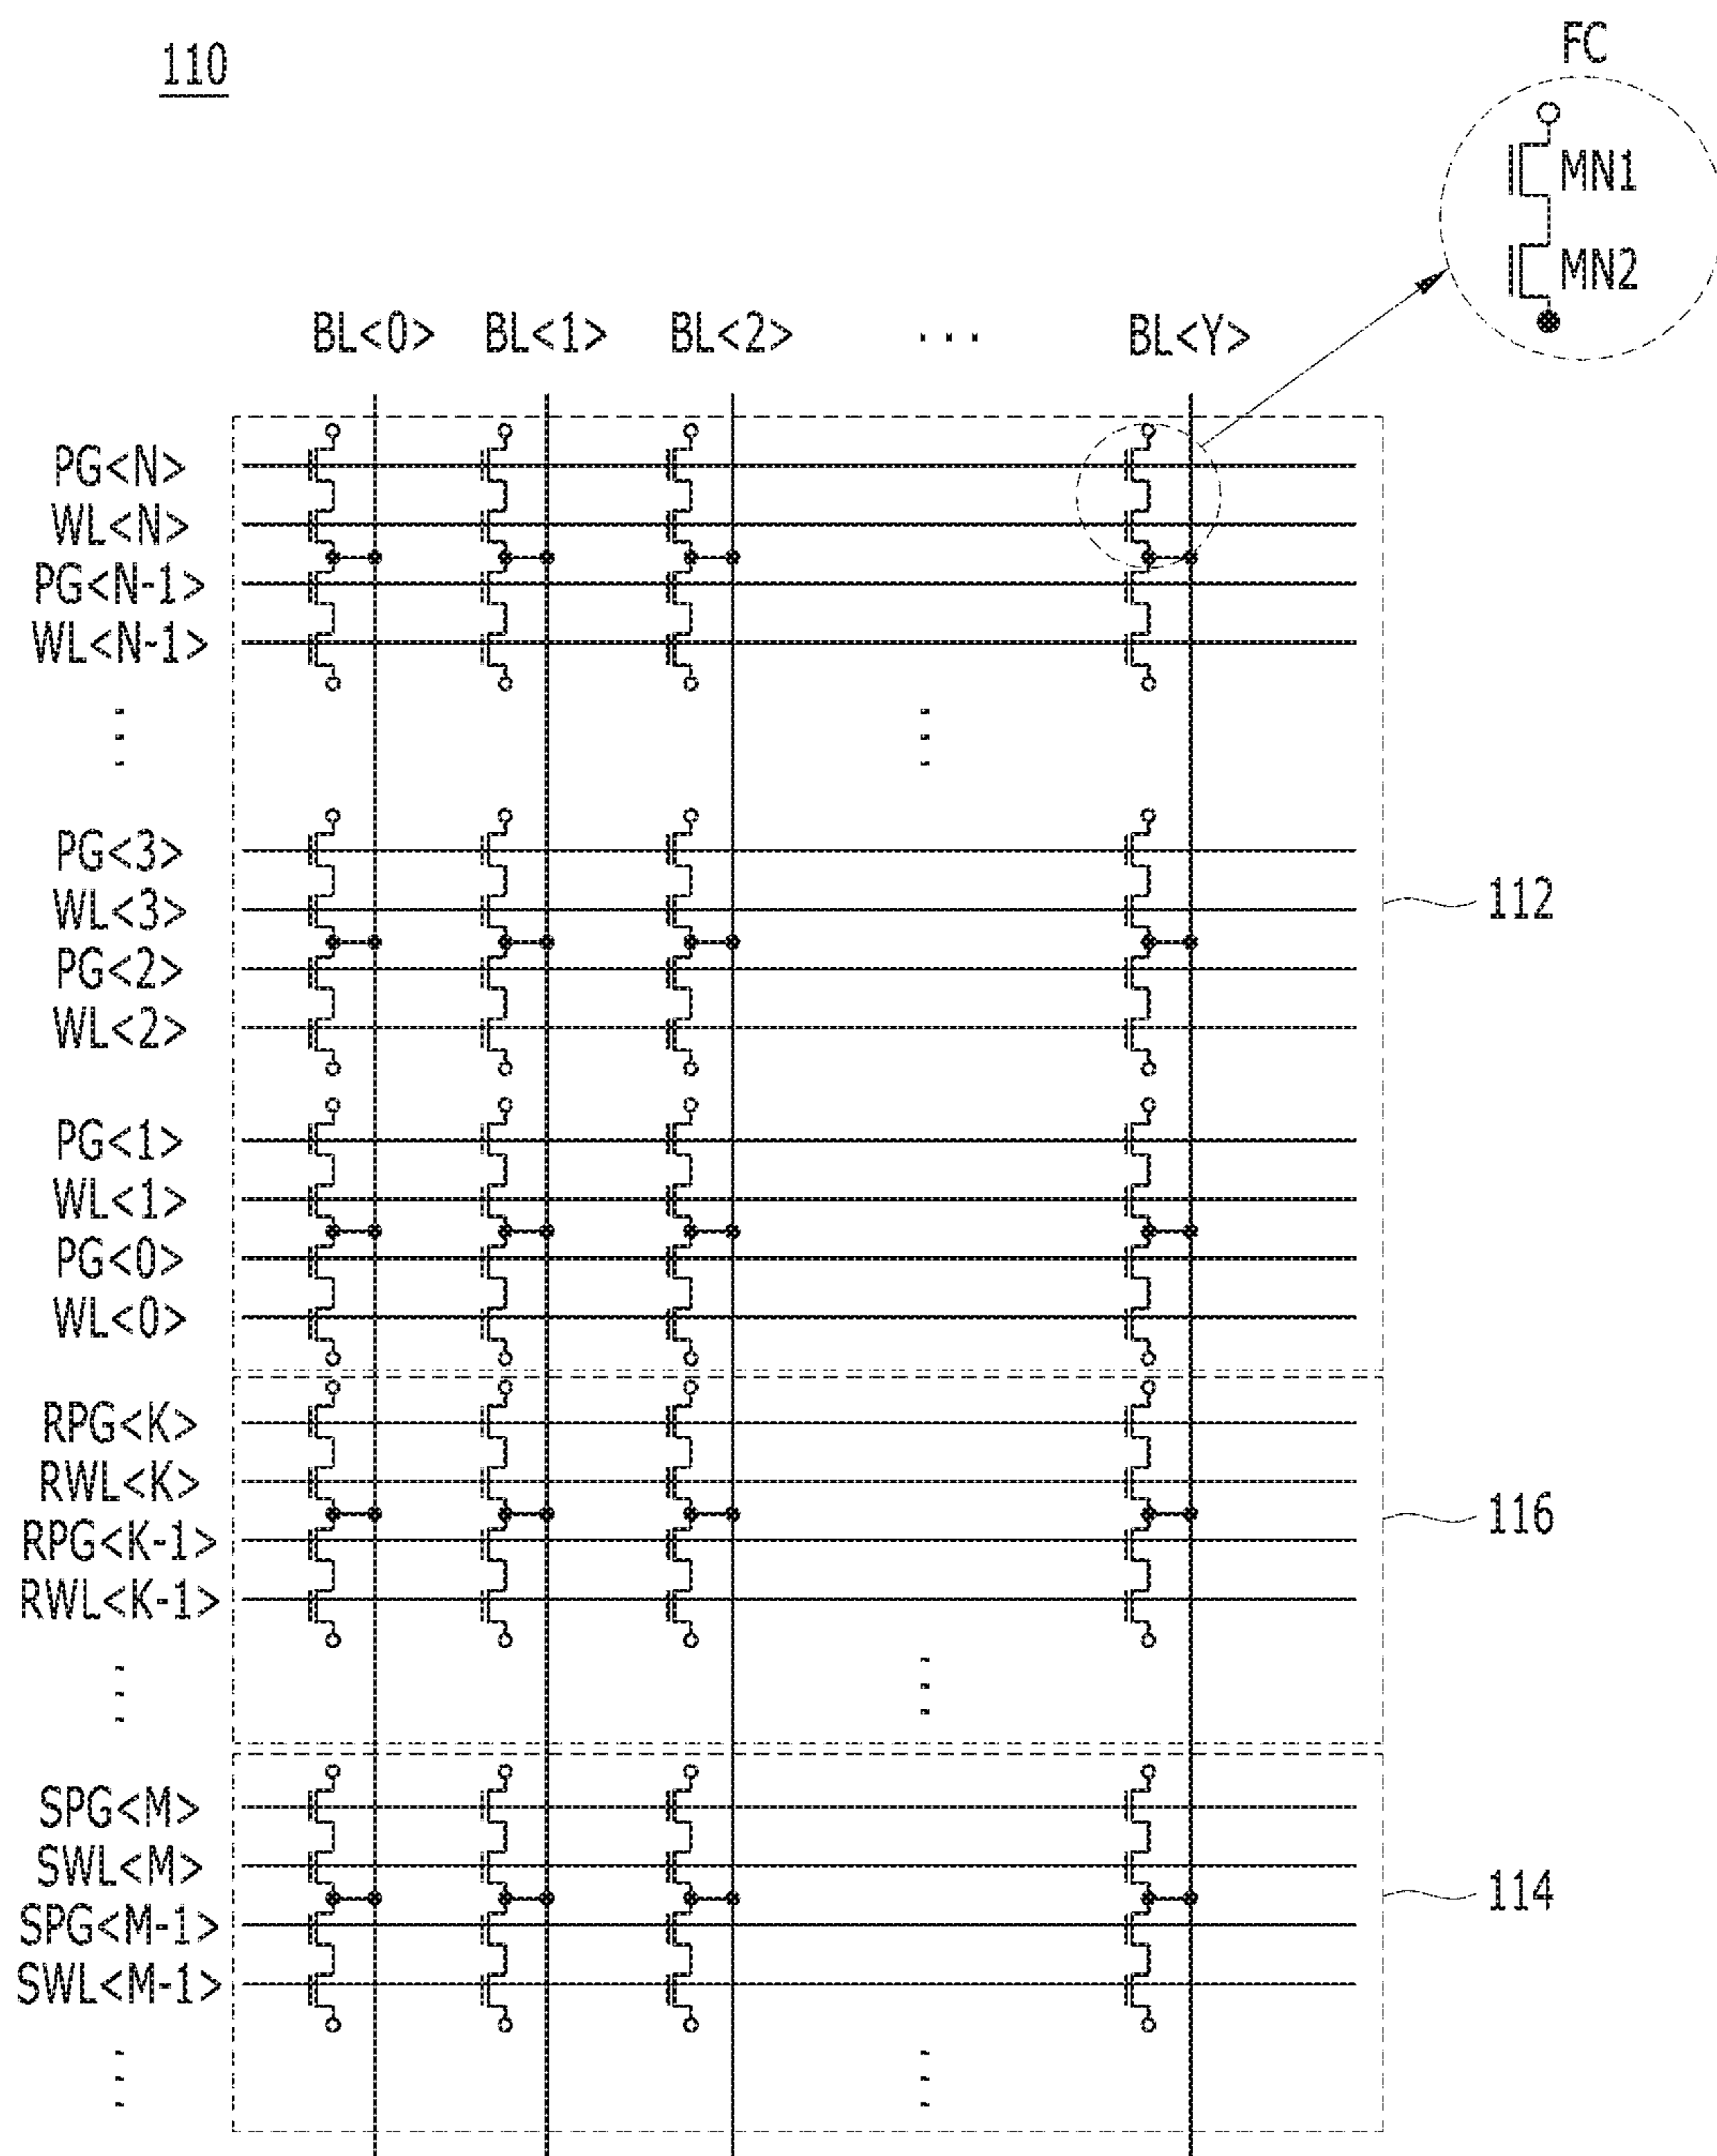 110
FC
MN1
MN2
BL<0> BL<1> BL<2> ... BL<Y>
PG<N>
WL<N>
PG<N-1>
WL<N-1>
PG<3>
WL<3>
112
PG<2>
WL<2>
PG<1>
WL<1>
PG<0>
WL<0>
RPG<K>
RWL<K>
116
RPG<K-1>
RWL<K-1>
SPG<M>
SWL<M>
114
SPG<M-1>
SWL<M-1>